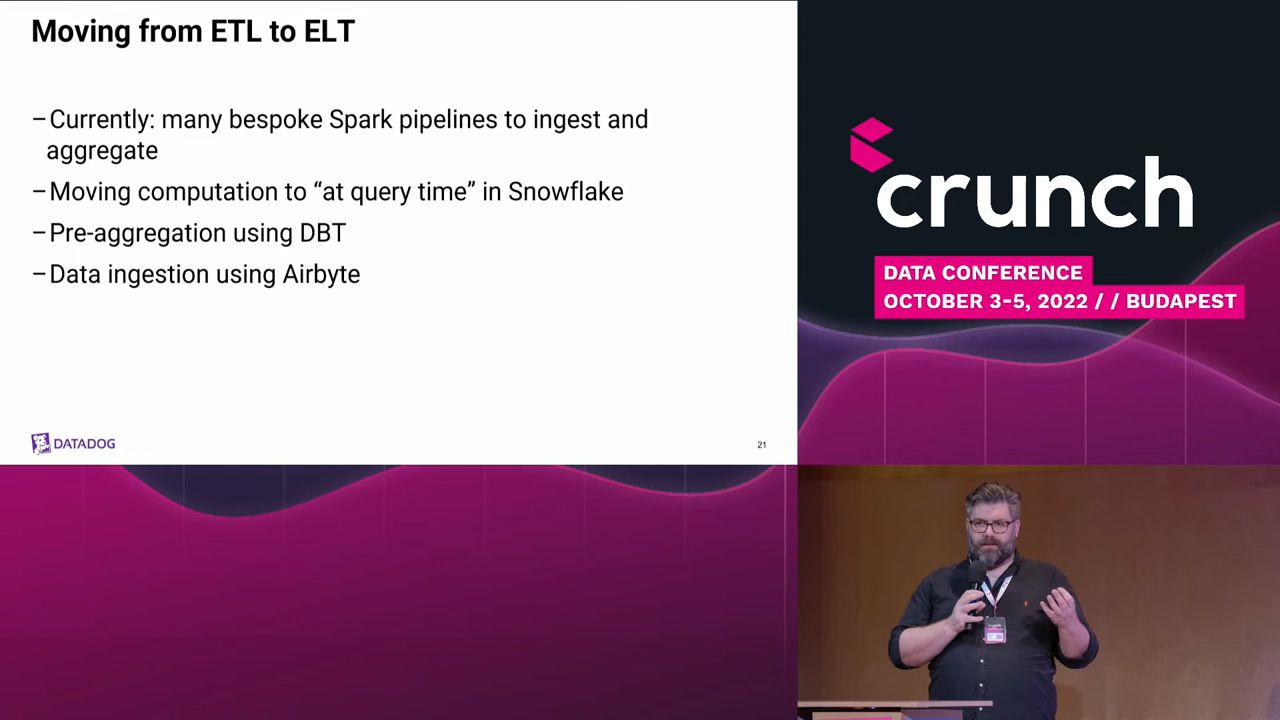 Moving from ETL to ELT
–Currently: many bespoke Spark pipelines to ingest and
aggregate
–Moving computation to “at query time” in Snowflake
–Pre-aggregation using DBT
–Data ingestion using Airbyte
DATADOG
21
crunch
DATA CONFERENCE
OCTOBER 3-5, 2022 // BUDAPEST
crunch